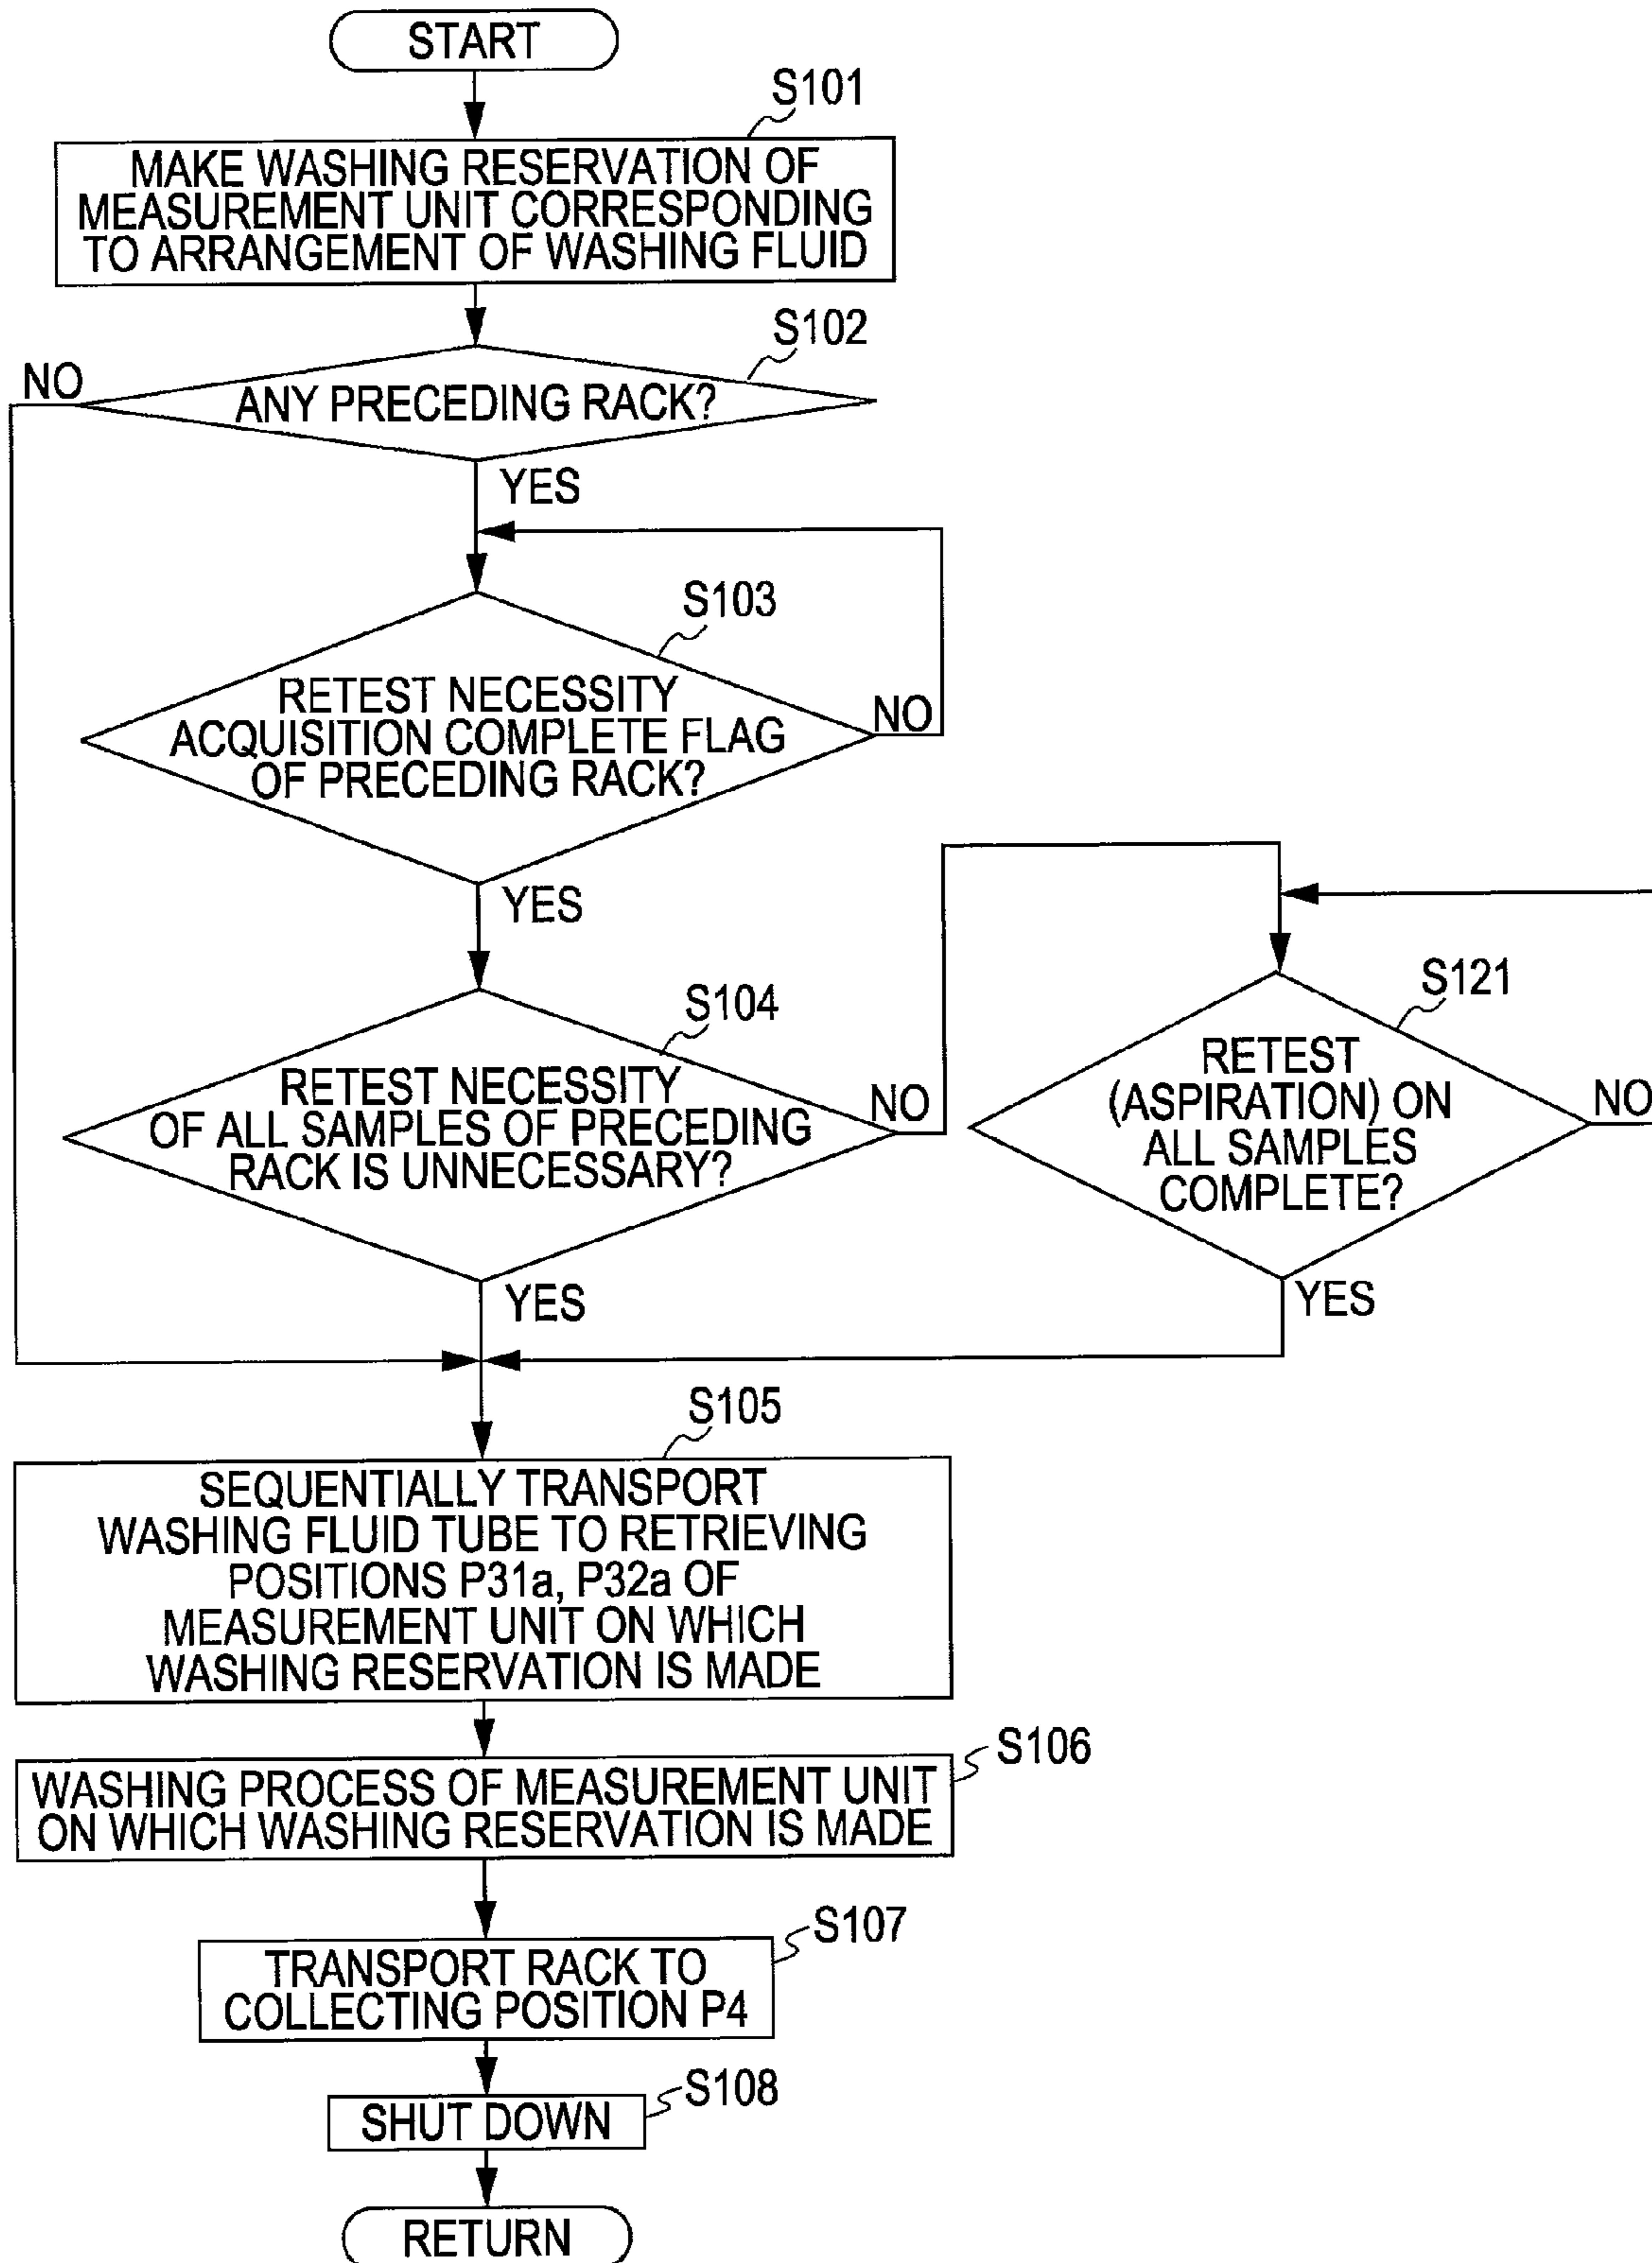 START
S101
MAKE WASHING RESERVATION OF
MEASUREMENT UNIT CORRESPONDING
TO ARRANGEMENT OF WASHING FLUID
S102
NO
ANY PRECEDING RACK?
YES
S103
RETEST NECESSITY
ACQUISITION COMPLETE FLAG
OF PRECEDING RACK?
NO
YES
S104
RETEST NECESSITY
OF ALL SAMPLES OF PRECEDING
RACK IS UNNECESSARY?
NO
YES
S121
RETEST
(ASPIRATION) ON
ALL SAMPLES
COMPLETE?
NO
YES
S105
SEQUENTIALLY TRANSPORT
WASHING FLUID TUBE TO RETRIEVING
POSITIONS P31a, P32a OF
MEASUREMENT UNIT ON WHICH
WASHING RESERVATION IS MADE
S106
WASHING PROCESS OF MEASUREMENT UNIT
ON WHICH WASHING RESERVATION IS MADE
S107
TRANSPORT RACK TO
COLLECTING POSITION P4
S108
SHUT DOWN
RETURN